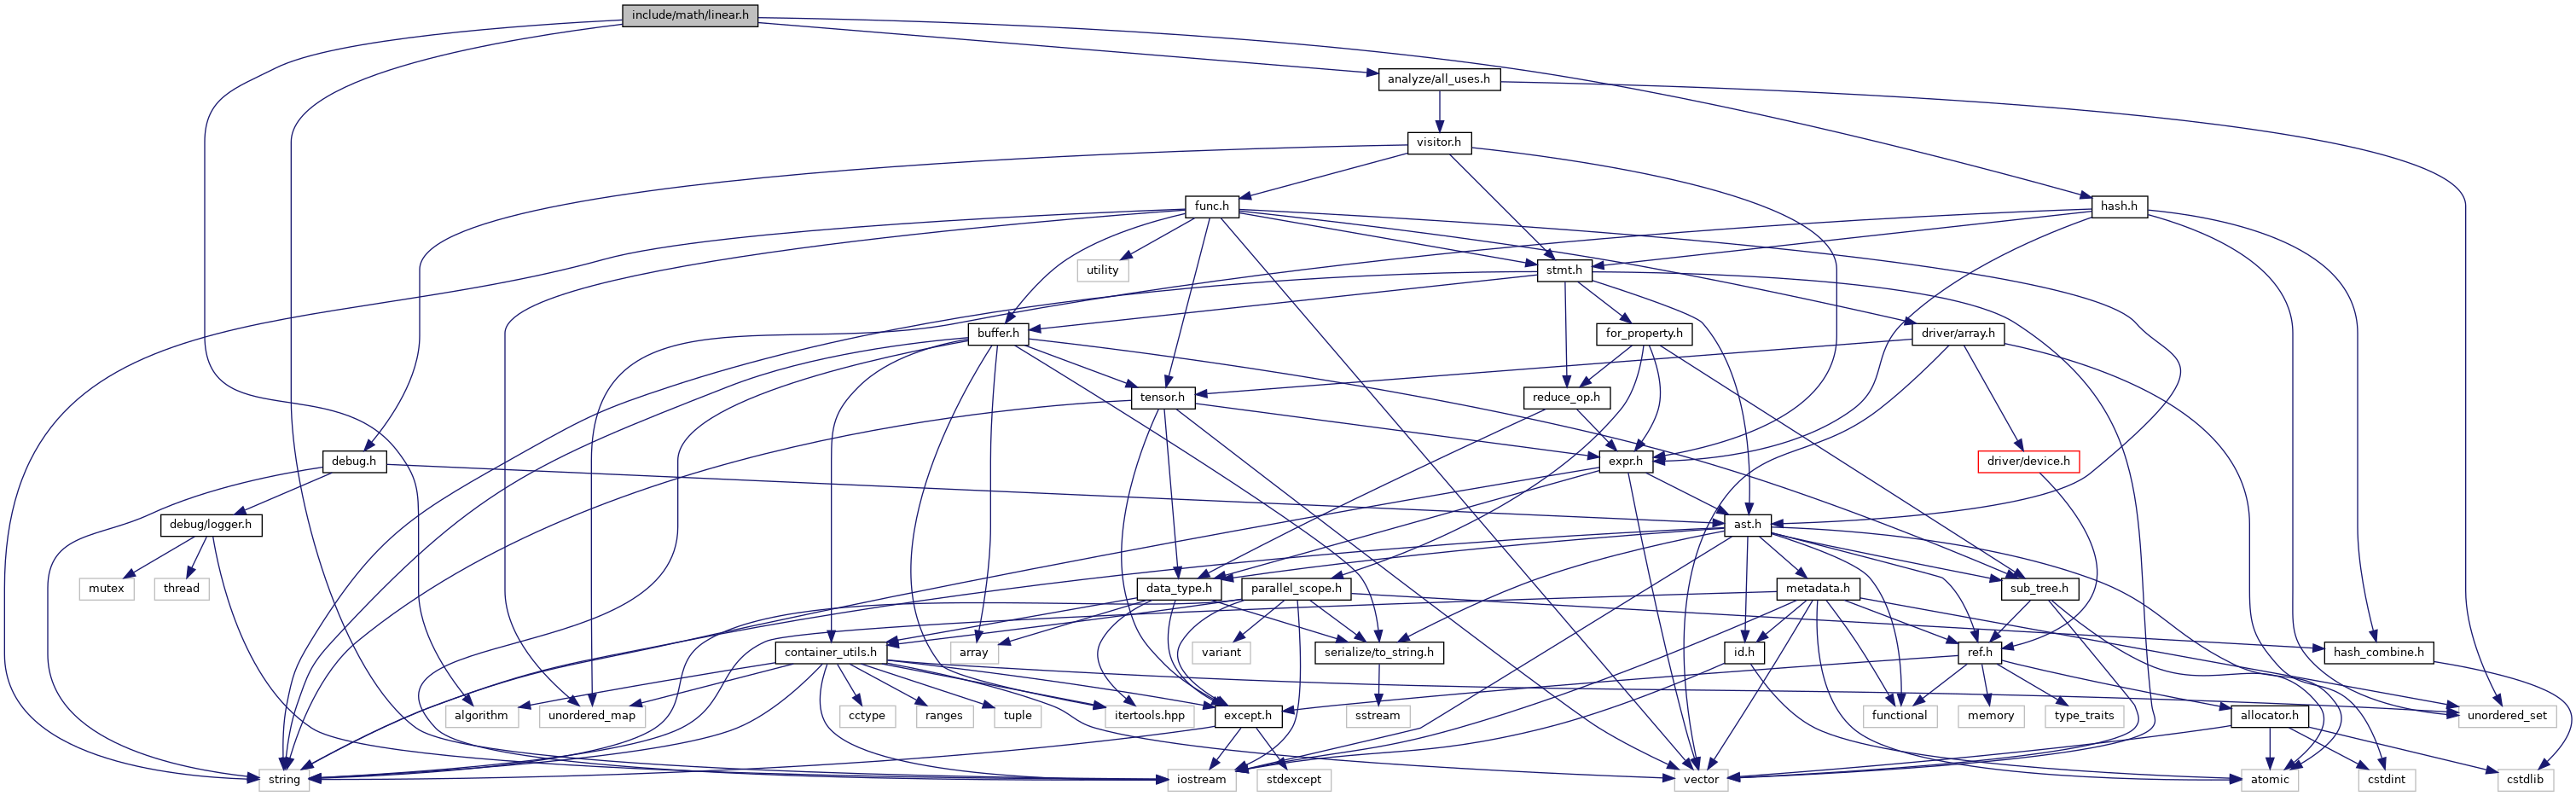 include/math/linear.h
analyze/all_uses.h
visitor.h
func.h
hash.h
utility
stmt.h
buffer.h
for_property.h
driver/array.h
tensor.h
reduce_op.h
debug.h
expr.h
driver/device.h
debug/logger.h
ast.h
mutex
thread
data_type.h
parallel_scope.h
metadata.h
sub_tree.h
container_utils.h
array
variant
serialize/to_string.h
id.h
ref.h
hash_combine.h
algorithm
unordered_map
cctype
ranges
tuple
itertools.hpp
except.h
sstream
functional
memory
type_traits
allocator.h
unordered_set
string
iostream
stdexcept
vector
atomic
cstdint
cstdlib